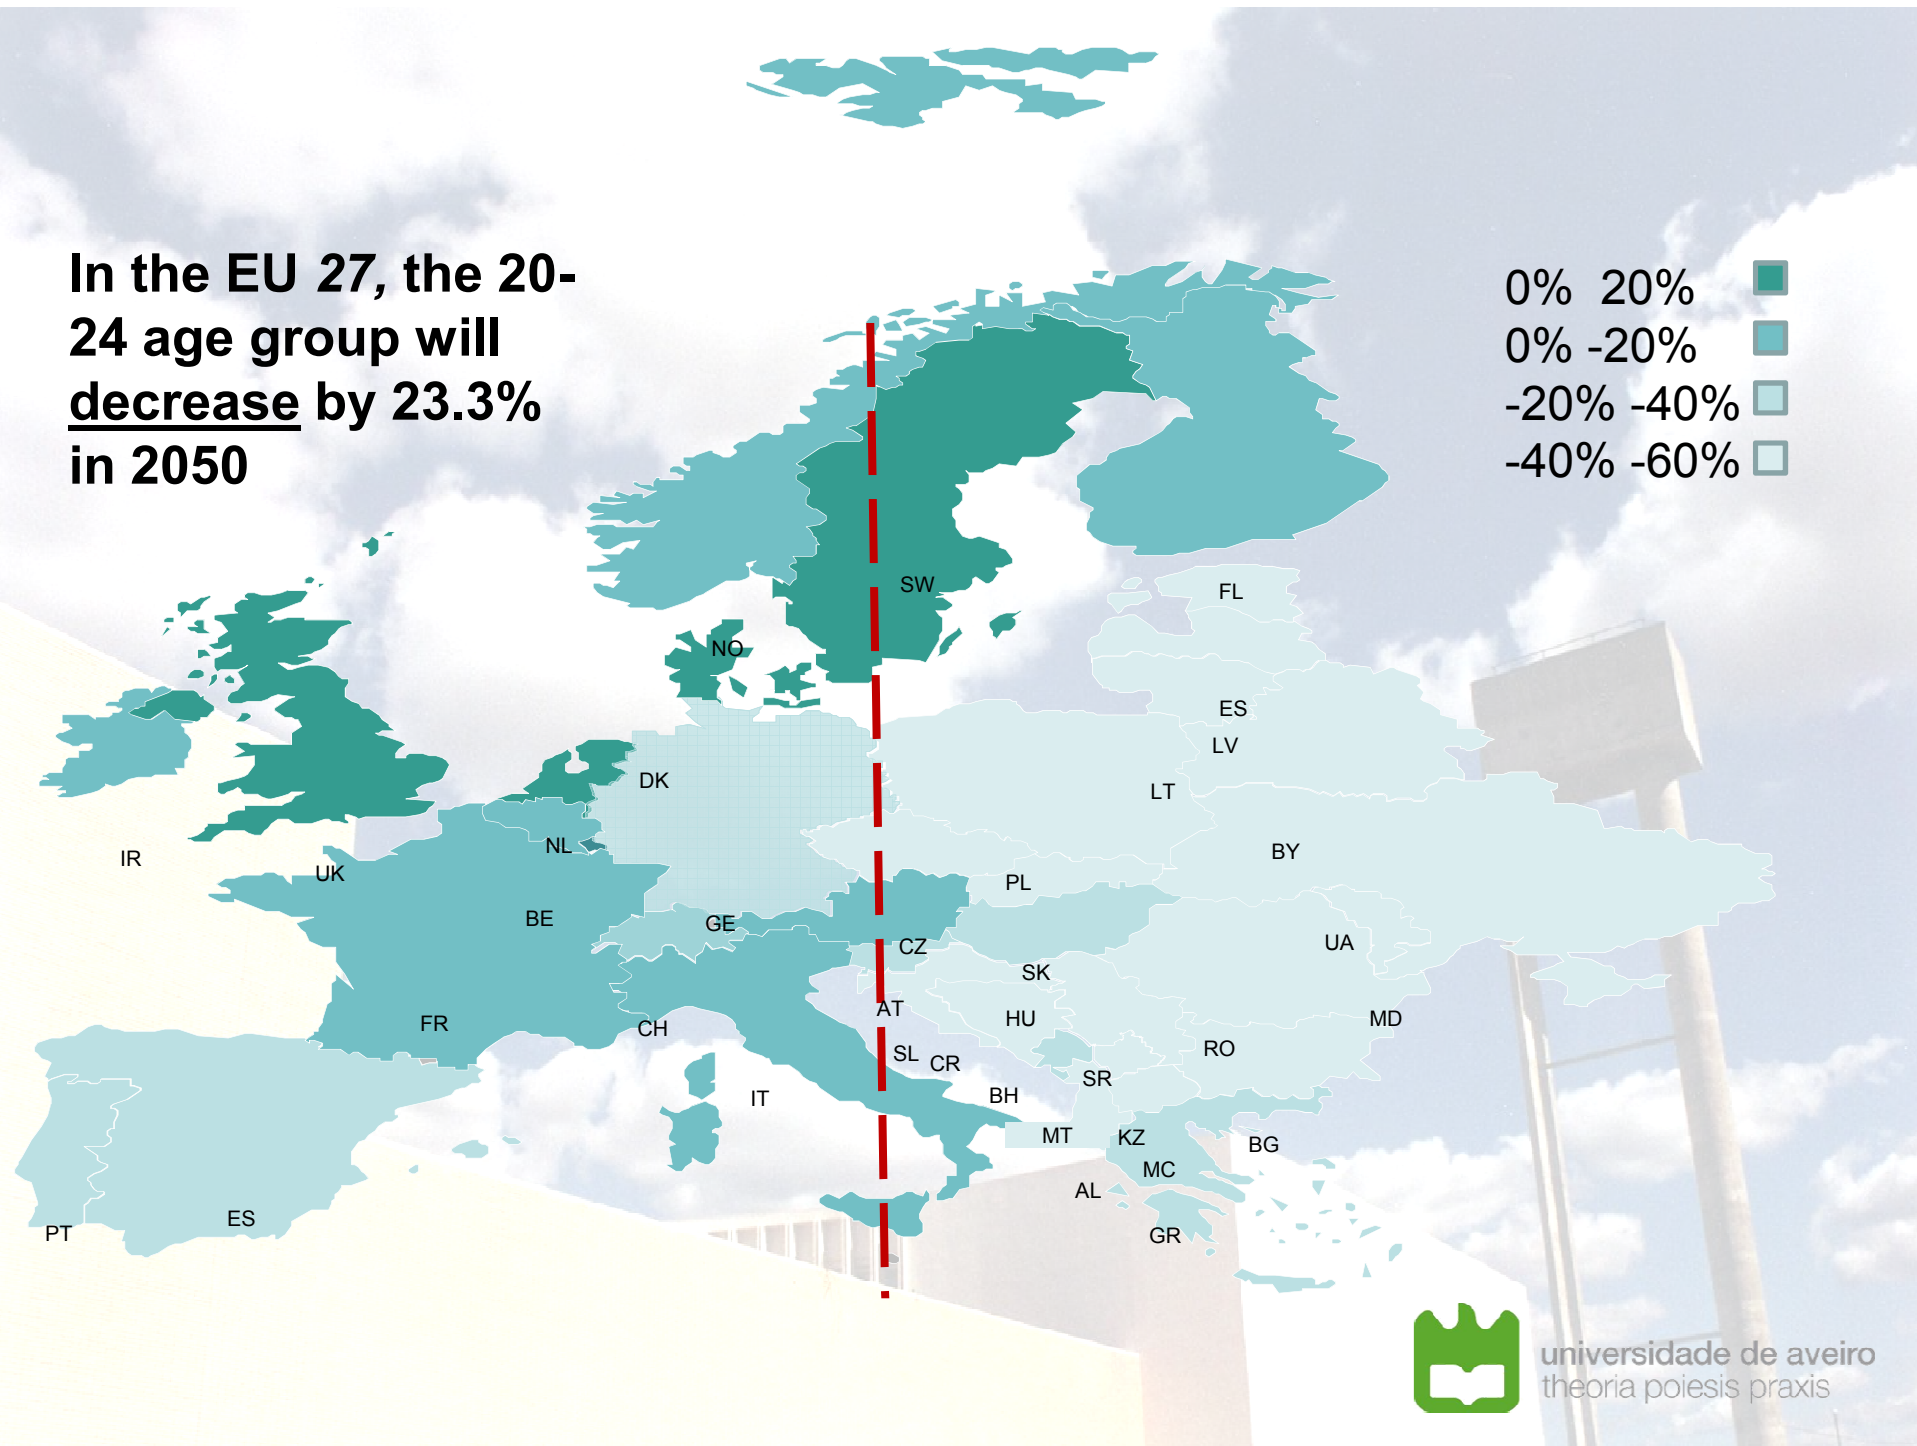 In the EU 27, the 20-
24 age group will
decrease by 23.3%
in 2050
0% 20%
0% -20%
-20% -40%
-40% -60%
SW
FL
NO
ES
LV
DK
LT
IR
UK
NL
BY
PL
BE
GE
CZ
UA
SK
FR
CH
AT
HU
MD
SL
CR
RO
IT
BH
SR
MT
KZ
BG
MC
AL
PT
ES
GR
universidade de aveiro
theoria poiesis praxis